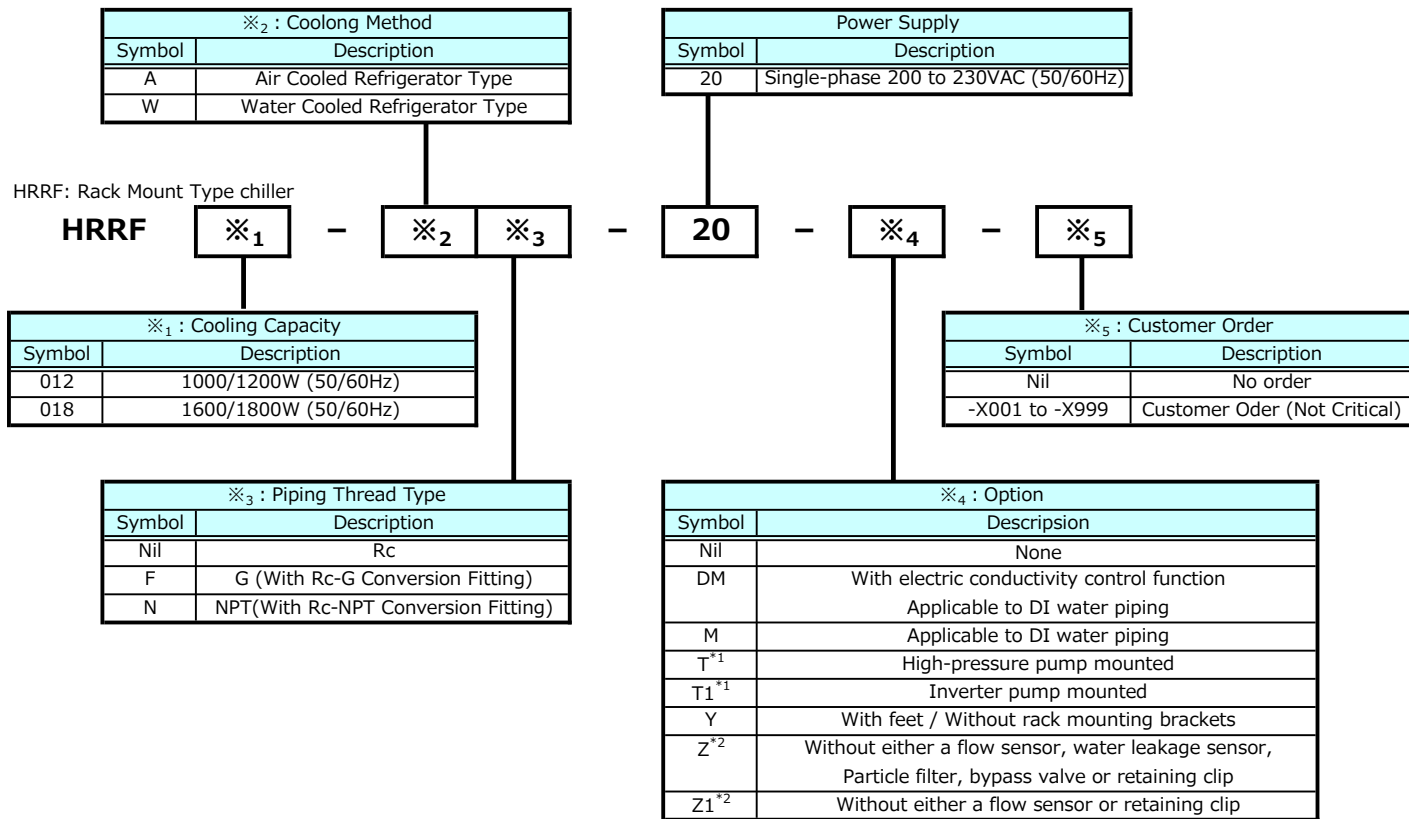 ※2 : Coolong Method
Symbol Description
A Air Cooled Refrigerator Type
W Water Cooled Refrigerator Type
Power Supply
Symbol Description
20 Single-phase 200 to 230VAC (50/60Hz)
HRRF: Rack Mount Type chiller
HRRF ※1 – ※2 ※3 – 20 – ※4 – ※5
※1 : Cooling Capacity
Symbol Description
012 1000/1200W (50/60Hz)
018 1600/1800W (50/60Hz)
※5 : Customer Order
Symbol Description
Nil No order
-X001 to -X999 Customer Oder (Not Critical)
※3 : Piping Thread Type
Symbol Description
Nil Rc
F G (With Rc-G Conversion Fitting)
N NPT(With Rc-NPT Conversion Fitting)
※4 : Option
Symbol Descripsion
Nil None
DM With electric conductivity control function
Applicable to DI water piping
M Applicable to DI water piping
T*1 High-pressure pump mounted
T1*1 Inverter pump mounted
Y With feet / Without rack mounting brackets
Z*2 Without either a flow sensor, water leakage sensor,
Particle filter, bypass valve or retaining clip
Z1*2 Without either a flow sensor or retaining clip